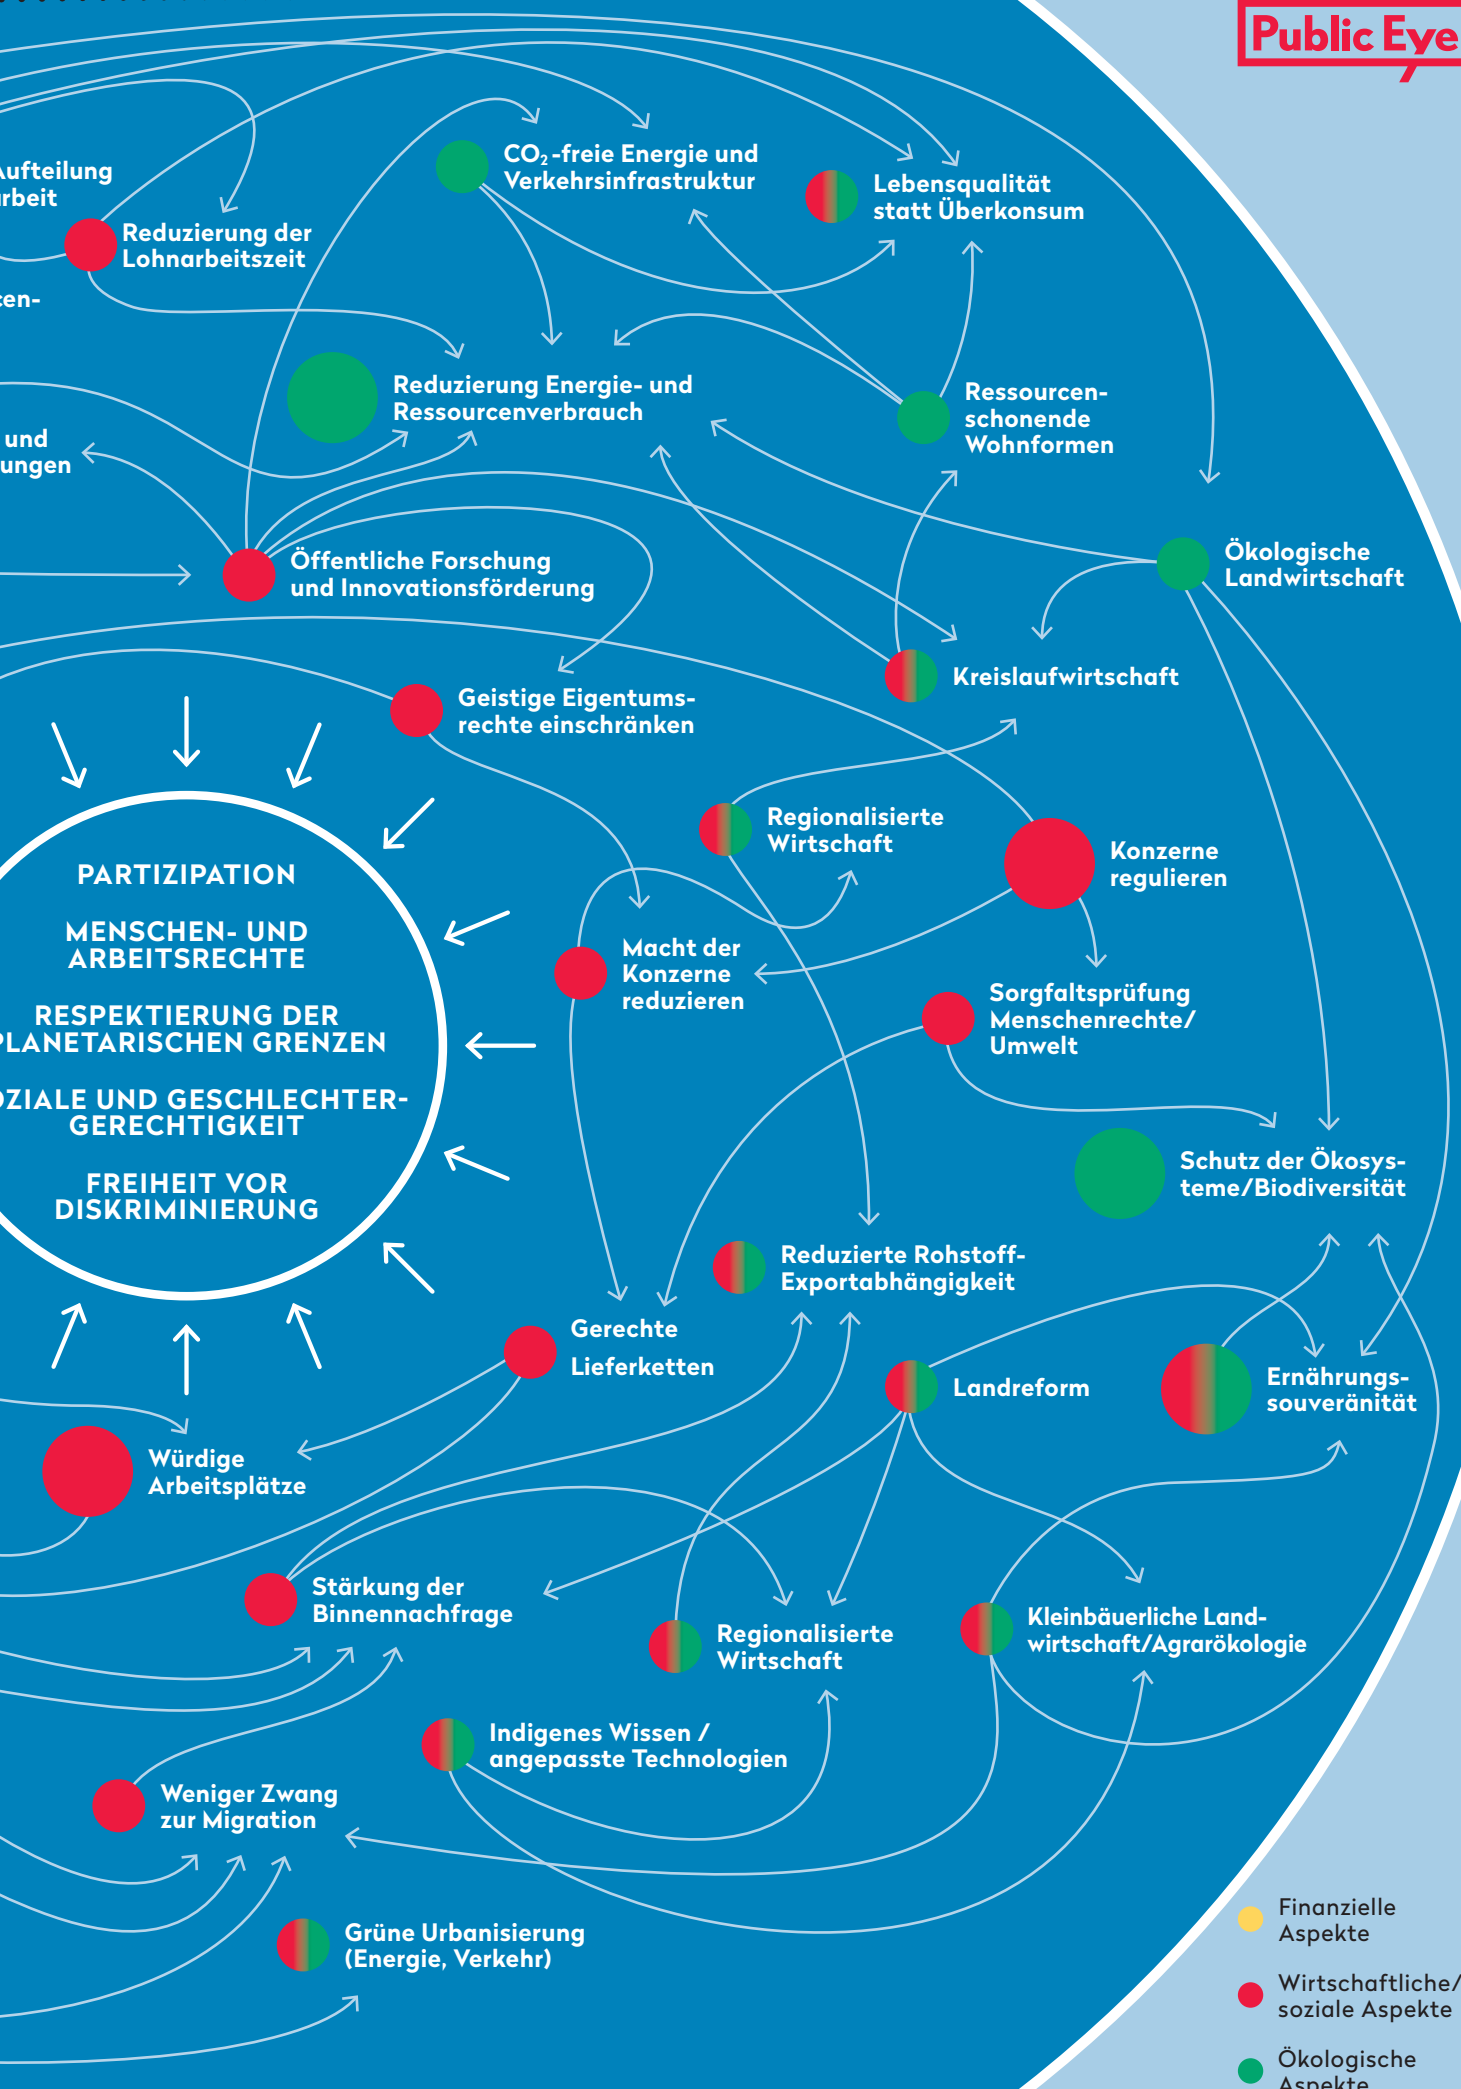 Public Eye
Aufteilung
rbeit
Reduzierung der
Lohnarbeitszeit
en-
und
ungen
CO₂-freie Energie und
Verkehrsinfrastruktur
Lebensqualität
statt Überkonsum
Reduzierung Energie- und
Ressourcenverbrauch
Ressourcen-
schonende
Wohnformen
Öffentliche Forschung
und Innovationsförderung
Ökologische
Landwirtschaft
Kreislaufwirtschaft
Geistige Eigentums-
rechte einschränken
Regionalisierte
Wirtschaft
Konzerne
regulieren
PARTIZIPATION
MENSCHEN- UND
ARBEITSRECHTE
RESPEKTIERUNG DER
PLANETARISCHEN GRENZEN
OZIALE UND GESCHLECHTER-
GERECHTIGKEIT
FREIHEIT VOR
DISKRIMINIERUNG
Macht der
Konzerne
reduzieren
Sorgfaltsprüfung
Menschenrechte/
Umwelt
Schutz der Ökosys-
teme/Biodiversität
Reduzierte Rohstoff-
Exportabhängigkeit
Gerechte
Lieferketten
Landreform
Ernährungs-
souveränität
Würdige
Arbeitsplätze
Stärkung der
Binnennachfrage
Regionalisierte
Wirtschaft
Kleinbäuerliche Land-
wirtschaft/Agrarökologie
Indigenes Wissen /
angepasste Technologien
Weniger Zwang
zur Migration
Grüne Urbanisierung
(Energie, Verkehr)
Finanzielle
Aspekte
Wirtschaftliche/
soziale Aspekte
Ökologische
Aspekte